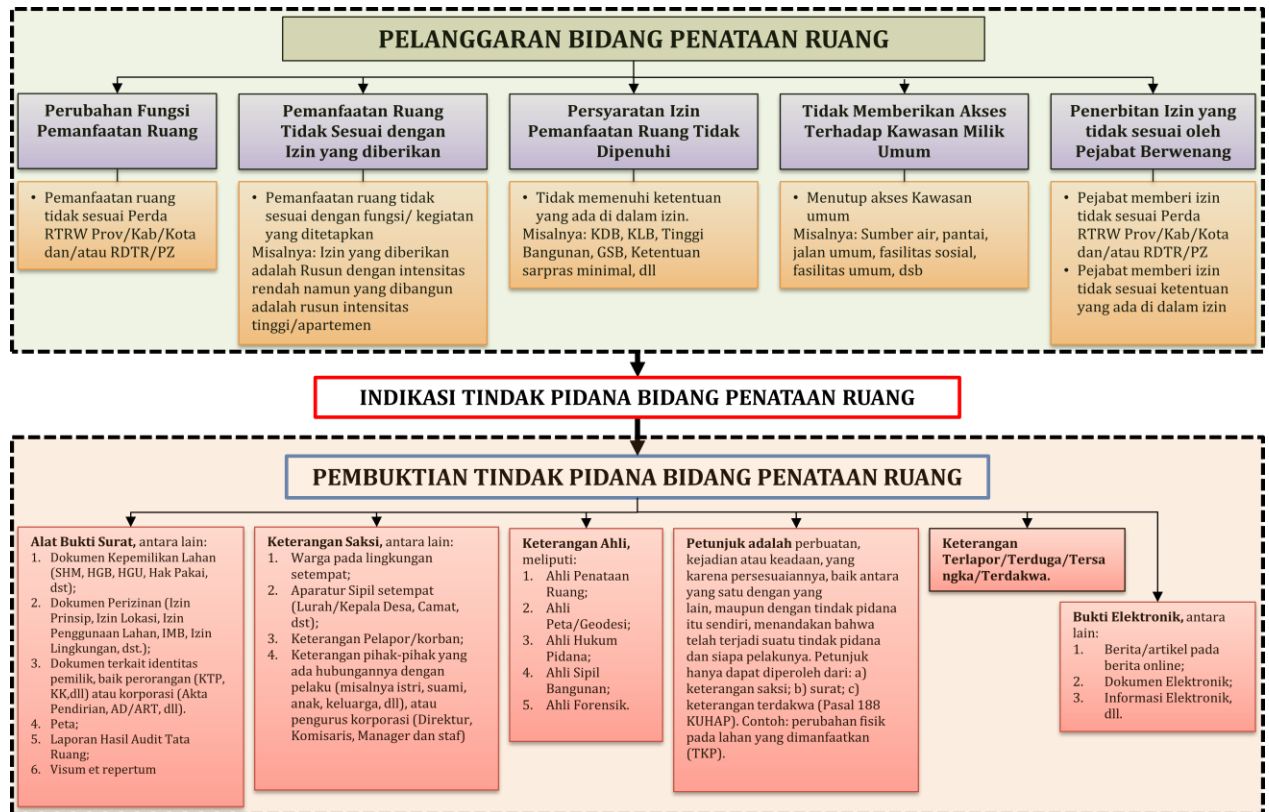 PELANGGARAN BIDANG PENATAAN RUANG
Perubahan Fungsi
Pemanfaatan Ruang
• Pemanfaatan ruang
tidak sesuai Perda
RTRW Prov/Kab/Kota
dan/atau RDTR/PZ
Pemanfaatan Ruang
Tidak Sesuai dengan
Izin yang diberikan
• Pemanfaatan ruang tidak
sesuai dengan fungsi/ kegiatan
yang ditetapkan
Misalnya: Izin yang diberikan
adalah Rusun dengan intensitas
rendah namun yang dibangun
adalah rusun intensitas
tinggi/apartemen
Persyaratan Izin
Pemanfaatan Ruang Tidak
Dipenuhi
• Tidak memenuhi ketentuan
yang ada di dalam izin.
Misalnya: KDB, KLB, Tinggi
Bangunan, GSB, Ketentuan
sarpras minimal, dll
Tidak Memberikan Akses
Terhadap Kawasan Milik
Umum
• Menutup akses Kawasan
umum
Misalnya: Sumber air, pantai,
jalan umum, fasilitas sosial,
fasilitas umum, dsb
Penerbitan Izin yang
tidak sesuai oleh
Pejabat Berwenang
• Pejabat memberi izin
tidak sesuai Perda
RTRW Prov/Kab/Kota
dan/atau RDTR/PZ
• Pejabat memberi izin
tidak sesuai ketentuan
yang ada di dalam izin
INDIKASI TINDAK PIDANA BIDANG PENATAAN RUANG
PEMBUKTIAN TINDAK PIDANA BIDANG PENATAAN RUANG
Alat Bukti Surat, antara lain:
1. Dokumen Kepemilikan Lahan
(SHM, HGB, HGU, Hak Pakai,
dst);
2. Dokumen Perizinan (Izin
Prinsip, Izin Lokasi, Izin
Penggunaan Lahan, IMB, Izin
Lingkungan, dst.);
3. Dokumen terkait identitas
pemilik, baik perorangan (KTP,
KK,dll) atau korporasi (Akta
Pendirian, AD/ART, dll).
4. Peta;
5. Laporan Hasil Audit Tata
Ruang;
6. Visum et repertum
Keterangan Saksi, antara lain:
1. Warga pada lingkungan
setempat;
2. Aparatur Sipil setempat
(Lurah/Kepala Desa, Camat,
dst);
3. Keterangan Pelapor/korban;
4. Keterangan pihak-pihak yang
ada hubungannya dengan
pelaku (misalnya istri, suami,
anak, keluarga, dll), atau
pengurus korporasi (Direktur,
Komisaris, Manager dan staf)
Keterangan Ahli,
meliputi:
1. Ahli Penataan
Ruang;
2. Ahli
Peta/Geodesi;
3. Ahli Hukum
Pidana;
4. Ahli Sipil
Bangunan;
5. Ahli Forensik.
Petunjuk adalah perbuatan,
kejadian atau keadaan, yang
karena persesuaiannya, baik antara
yang satu dengan yang
lain, maupun dengan tindak pidana
itu sendiri, menandakan bahwa
telah terjadi suatu tindak pidana
dan siapa pelakunya. Petunjuk
hanya dapat diperoleh dari: a)
keterangan saksi; b) surat; c)
keterangan terdakwa (Pasal 188
KUHAP). Contoh: perubahan fisik
pada lahan yang dimanfaatkan
(TKP).
Keterangan
Terlapor/Terduga/Tersa
ngka/Terdakwa.
Bukti Elektronik, antara
lain:
1. Berita/artikel pada
berita online;
2. Dokumen Elektronik;
3. Informasi Elektronik,
dll.